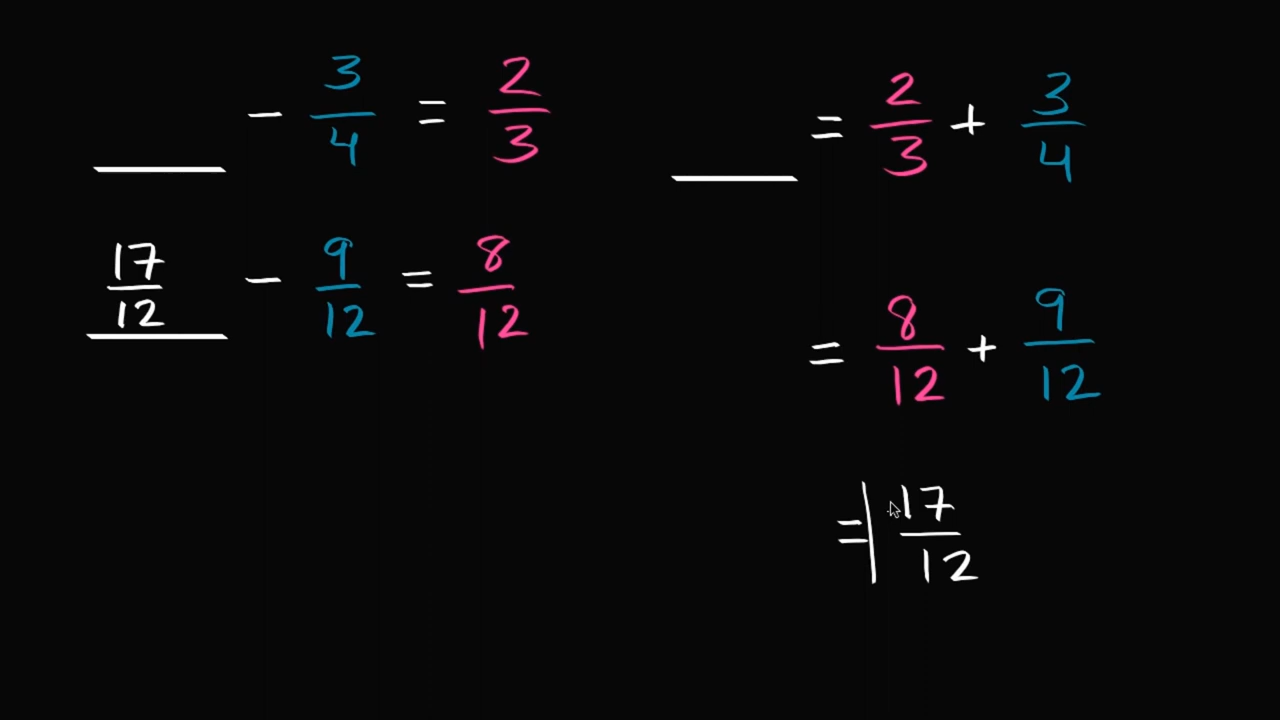 ___ - 3/4 = 2/3
17/12 - 9/12 = 8/12
___ = 2/3 + 3/4
= 8/12 + 9/12
=| 17/12